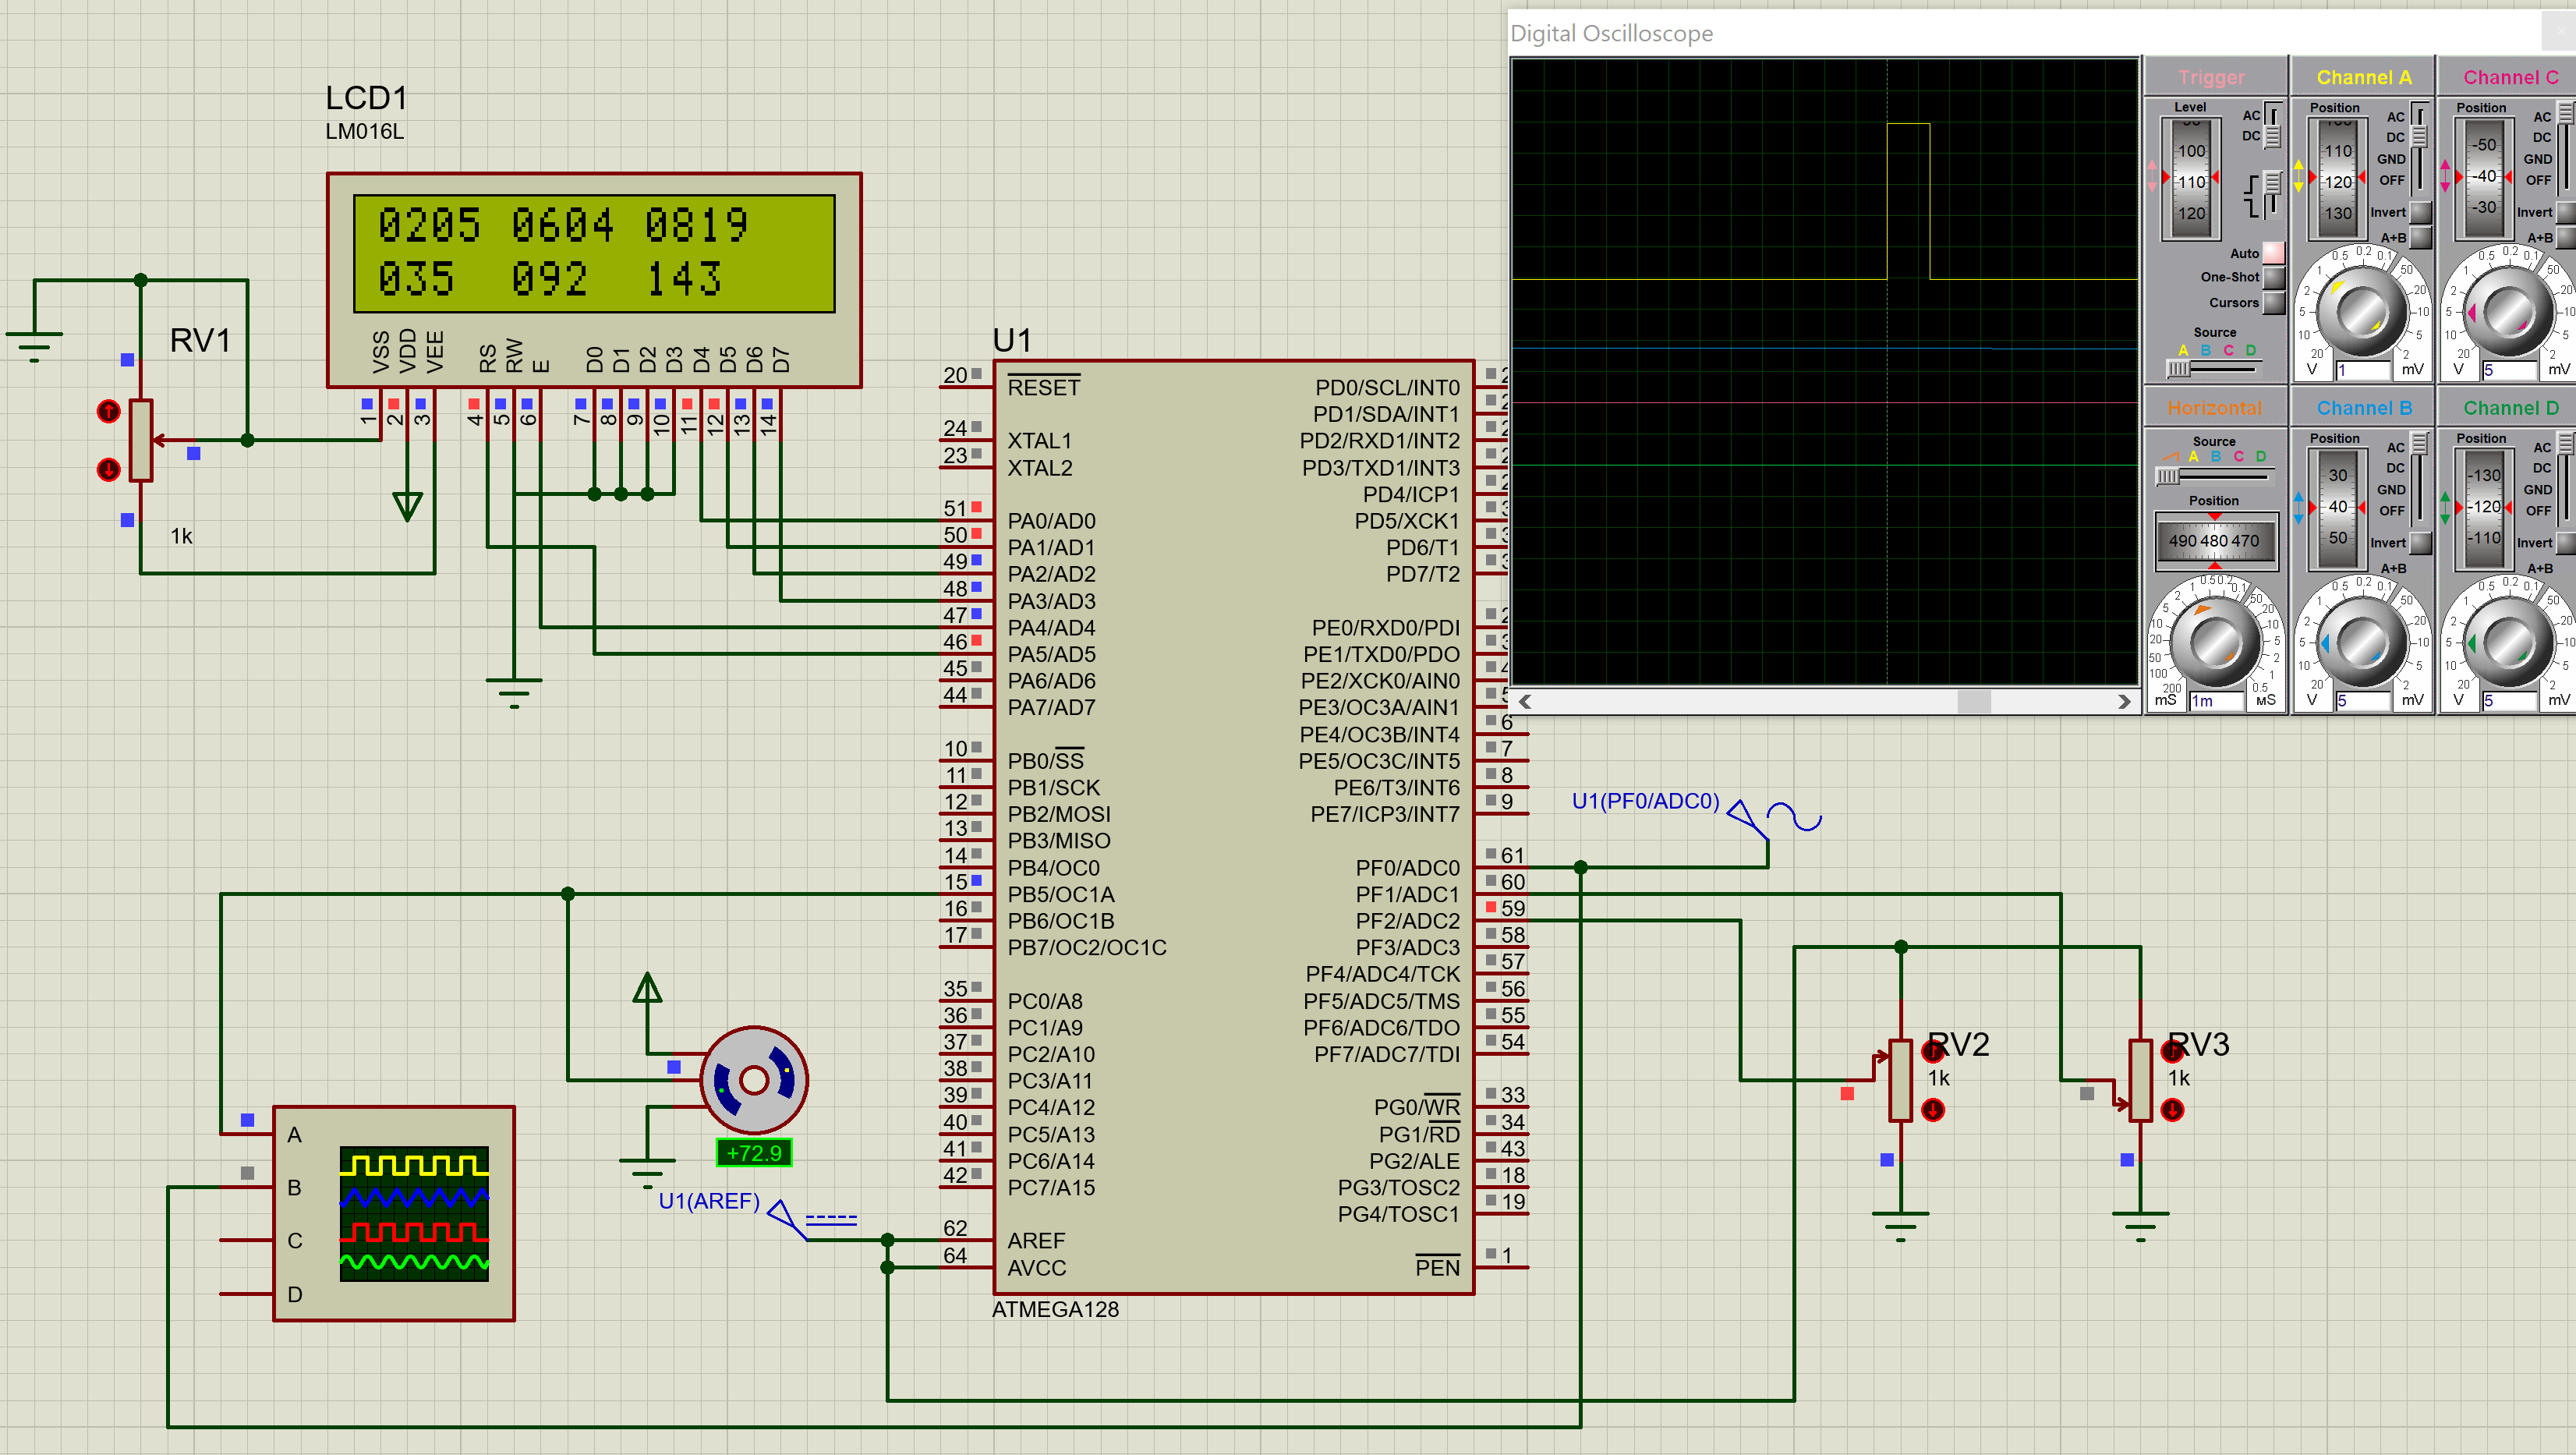 Digital Oscilloscope
Trigger
Level
100
110
120
AC
DC
Auto
One-Shot
Cursors
Source
A B C D
Channel A
Position
110
120
130
AC
DC
GND
OFF
Invert
A+B
V 1 mV
Channel C
Position
-50
-40
-30
AC
DC
GND
OFF
Invert
A+B
V 5 mV
Horizontal
Source
A B C D
Position
490 480 470
mS 1m
Channel B
Position
30
40
50
AC
DC
GND
OFF
Invert
A+B
V 5 mV
Channel D
Position
-130
-120
-110
AC
DC
GND
OFF
Invert
A+B
V 5 mV
LCD1
LM016L
0205 0604 0819
035 092 143
VSS VDD VEE RS RW E D0 D1 D2 D3 D4 D5 D6 D7
1 2 3 4 5 6 7 8 9 10 11 12 13 14
RV1
1k
U1
20 RESET
24 XTAL1
23 XTAL2
51 PA0/AD0
50 PA1/AD1
49 PA2/AD2
48 PA3/AD3
47 PA4/AD4
46 PA5/AD5
45 PA6/AD6
44 PA7/AD7
10 PB0/SS
11 PB1/SCK
12 PB2/MOSI
13 PB3/MISO
14 PB4/OC0
15 PB5/OC1A
16 PB6/OC1B
17 PB7/OC2/OC1C
35 PC0/A8
36 PC1/A9
37 PC2/A10
38 PC3/A11
39 PC4/A12
40 PC5/A13
41 PC6/A14
42 PC7/A15
62 AREF
64 AVCC
PD0/SCL/INT0
PD1/SDA/INT1
PD2/RXD1/INT2
PD3/TXD1/INT3
PD4/ICP1
PD5/XCK1
PD6/T1
PD7/T2
PE0/RXD0/PDI
PE1/TXD0/PDO
PE2/XCK0/AIN0
PE3/OC3A/AIN1
PE4/OC3B/INT4 6
PE5/OC3C/INT5 7
PE6/T3/INT6 8
PE7/ICP3/INT7 9
PF0/ADC0 61
PF1/ADC1 60
PF2/ADC2 59
PF3/ADC3 58
PF4/ADC4/TCK 57
PF5/ADC5/TMS 56
PF6/ADC6/TDO 55
PF7/ADC7/TDI 54
PG0/WR 33
PG1/RD 34
PG2/ALE 43
PG3/TOSC2 18
PG4/TOSC1 19
PEN 1
ATMEGA128
U1(PF0/ADC0)
RV2
1k
RV3
1k
+72.9
U1(AREF)
A
B
C
D